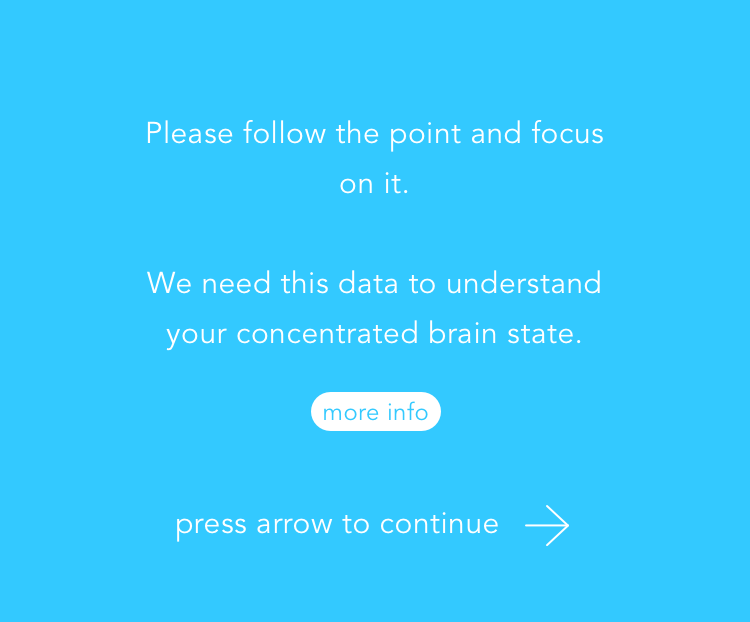 Please follow the point and focus
on it.
We need this data to understand
your concentrated brain state.
more info
press arrow to continue